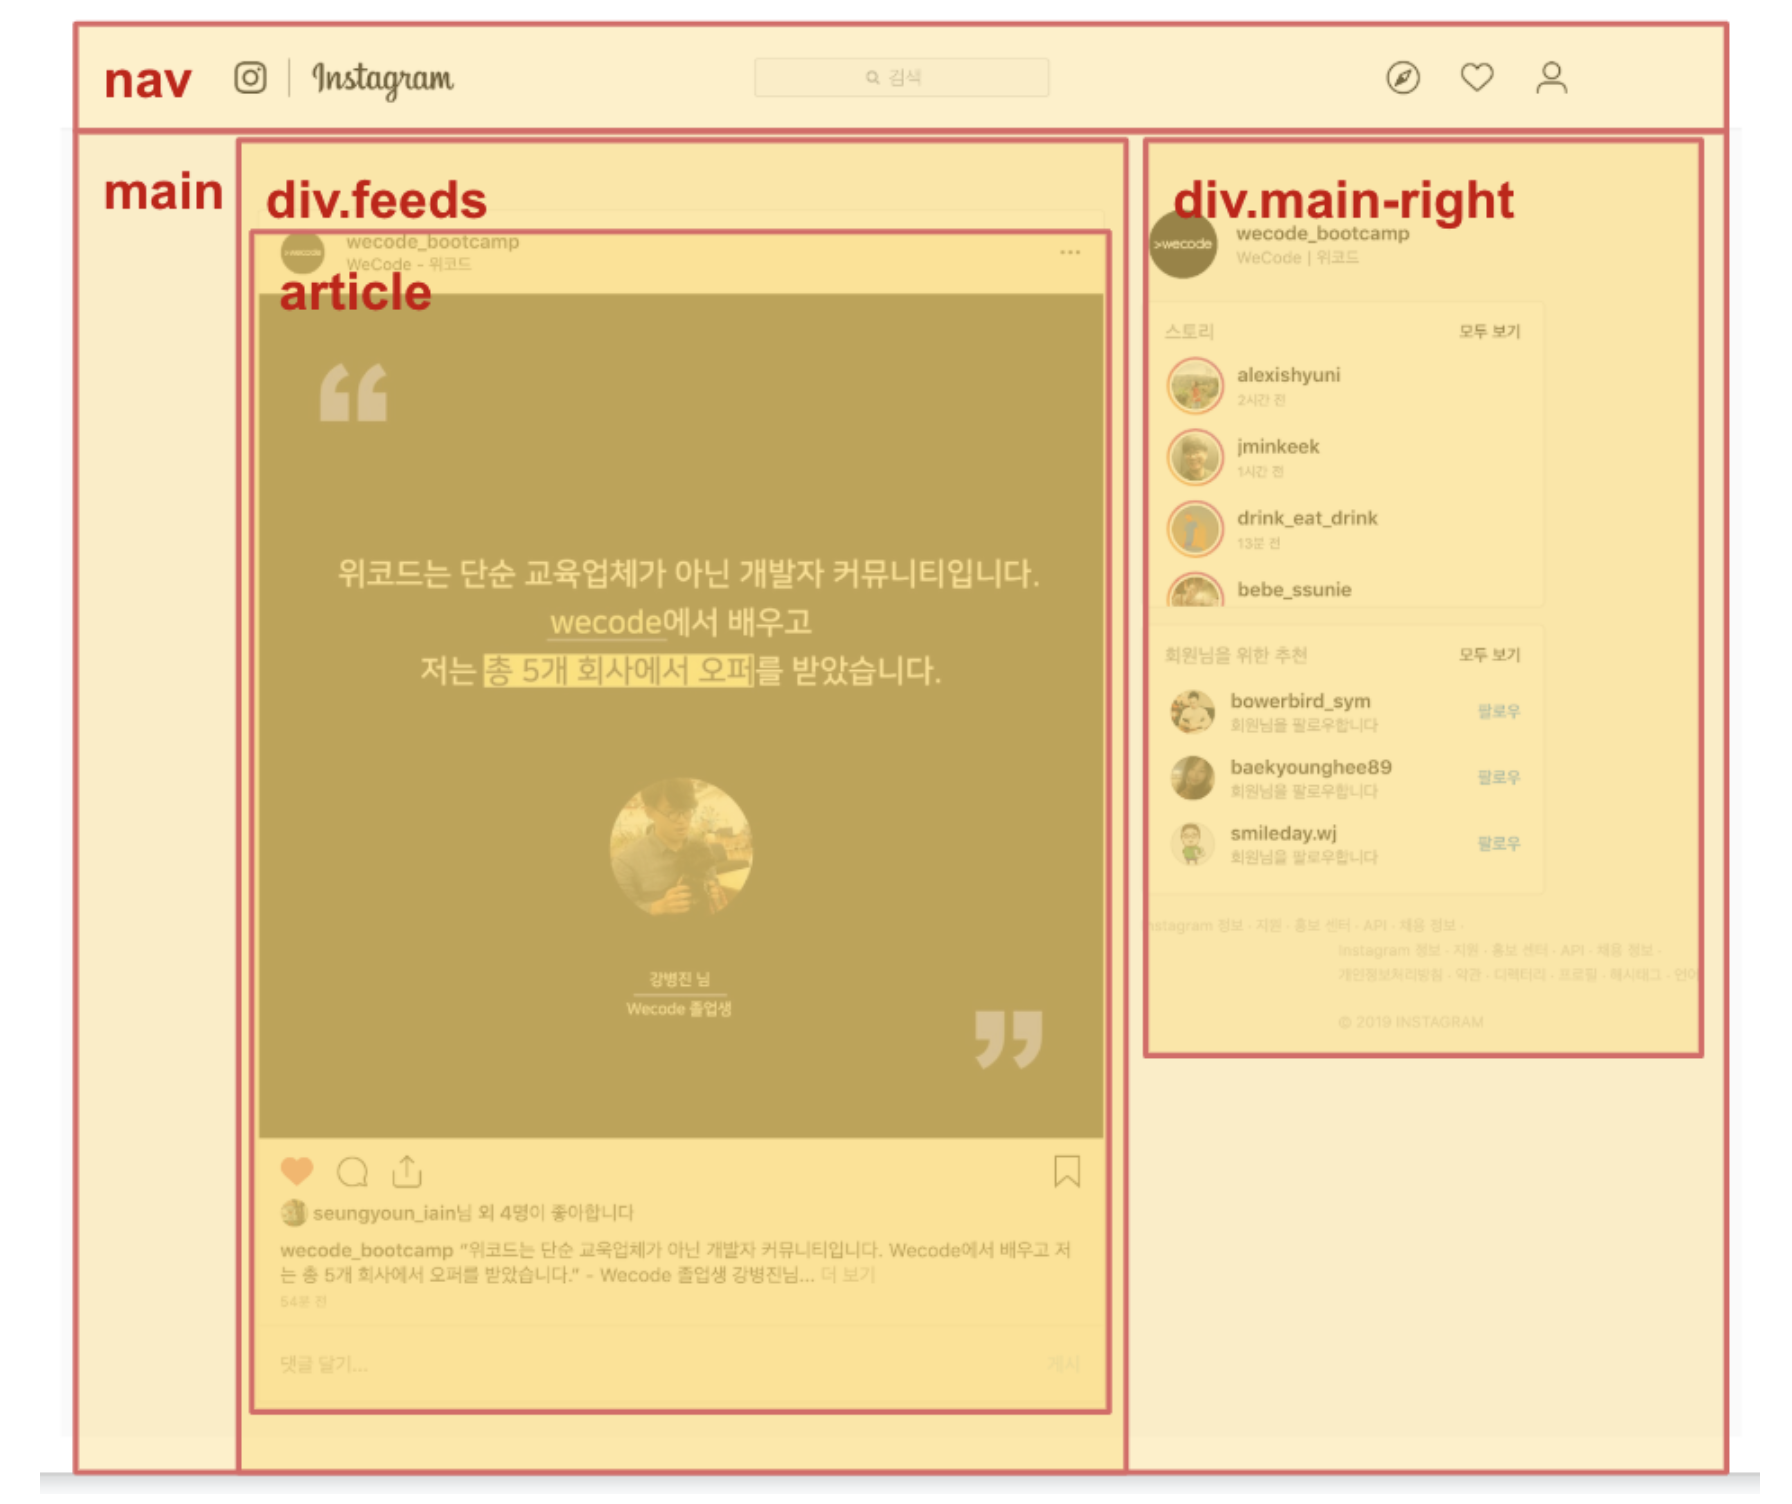 nav
Instagram
검색
main
div.feeds
wecode_bootcamp
WeCode - 위코드
article
위코드는 단순 교육업체가 아닌 개발자 커뮤니티입니다.
wecode에서 배우고
저는 총 5개 회사에서 오퍼를 받았습니다.
강병진 님
Wecode 졸업생
seungyoun_iain님 외 4명이 좋아합니다
wecode_bootcamp "위코드는 단순 교육업체가 아닌 개발자 커뮤니티입니다. Wecode에서 배우고 저
는 총 5개 회사에서 오퍼를 받았습니다." - Wecode 졸업생 강병진님... 더 보기
54분 전
댓글 달기...
게시
div.main-right
>wecode
wecode_bootcamp
WeCode | 위코드
스토리
모두 보기
alexishyuni
2시간 전
jminkeek
1시간 전
drink_eat_drink
13분 전
bebe_ssunie
회원님을 위한 추천
모두 보기
bowerbird_sym
회원님을 팔로우합니다
팔로우
baekyounghee89
회원님을 팔로우합니다
팔로우
smileday.wj
회원님을 팔로우합니다
팔로우
Instagram 정보 · 지원 · 홍보 센터 · API · 채용 정보 ·
Instagram 정보 · 지원 · 홍보 센터 · API · 채용 정보 ·
개인정보처리방침 · 약관 · 디렉터리 · 프로필 · 해시태그 · 언어
© 2019 INSTAGRAM